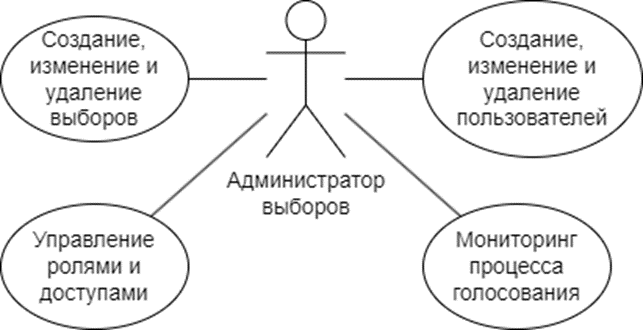 Создание,
изменение и
удаление
выборов
Создание,
изменение и
удаление
пользователей
Администратор
выборов
Управление
ролями и
доступами
Мониторинг
процесса
голосования